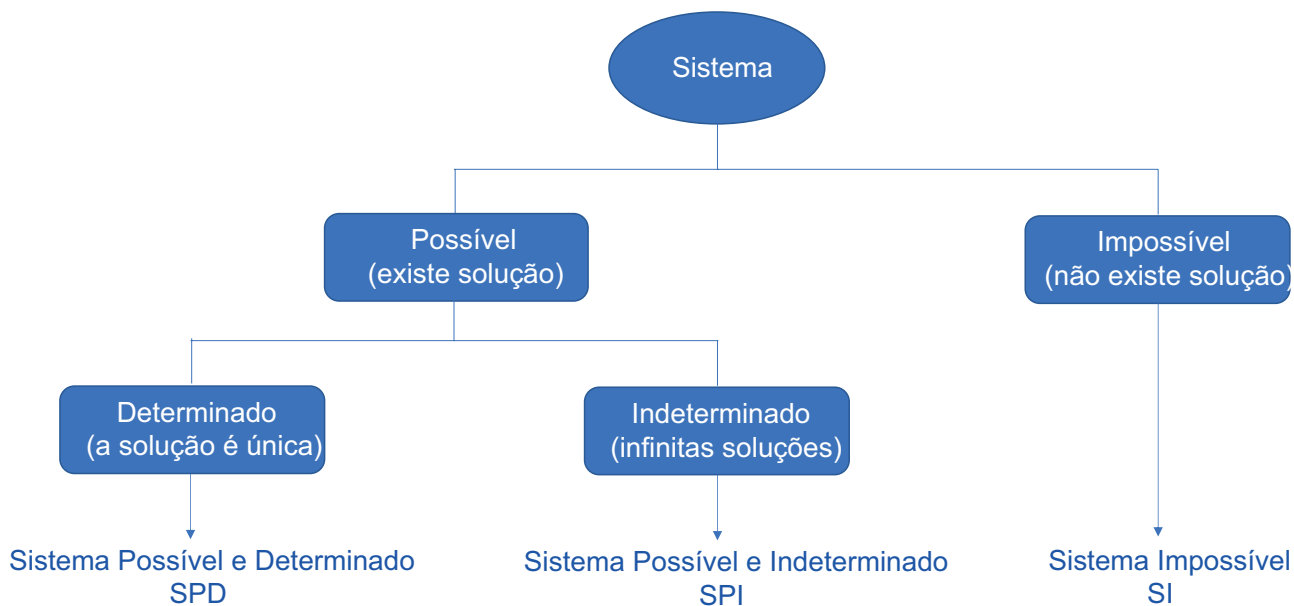 Sistema
Possível
(existe solução)
Impossível
(não existe solução)
Determinado
(a solução é única)
Indeterminado
(infinitas soluções)
Sistema Possível e Determinado
SPD
Sistema Possível e Indeterminado
SPI
Sistema Impossível
SI